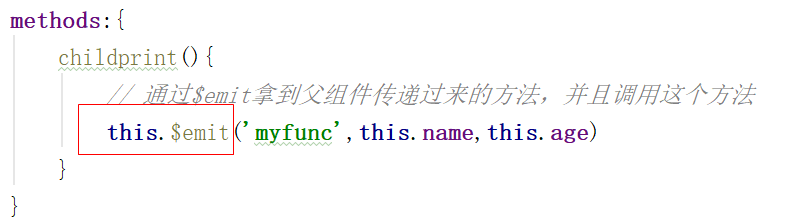 methods:{
childprint(){
// 通过$emit拿到父组件传递过来的方法，并且调用这个方法
this.$emit('myfunc',this.name,this.age)
}
}